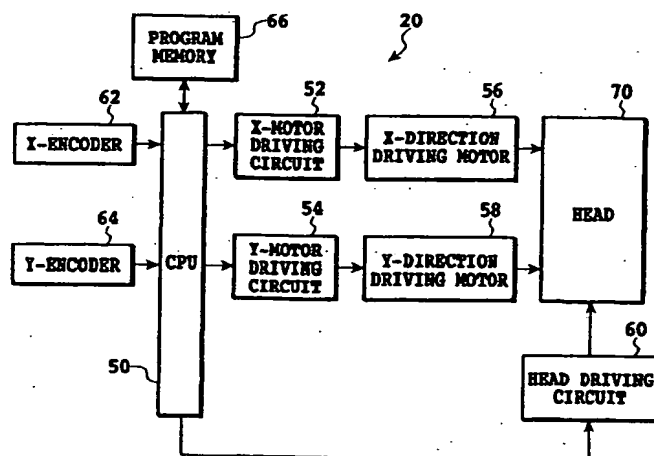 66
PROGRAM
MEMORY
20
62
52
56
70
X-ENCODER
X-MOTOR
DRIVING
CIRCUIT
X-DIRECTION
DRIVING MOTOR
HEAD
64
54
58
Y-ENCODER
CPU
Y-MOTOR
DRIVING
CIRCUIT
Y-DIRECTION
DRIVING MOTOR
50
60
HEAD DRIVING
CIRCUIT